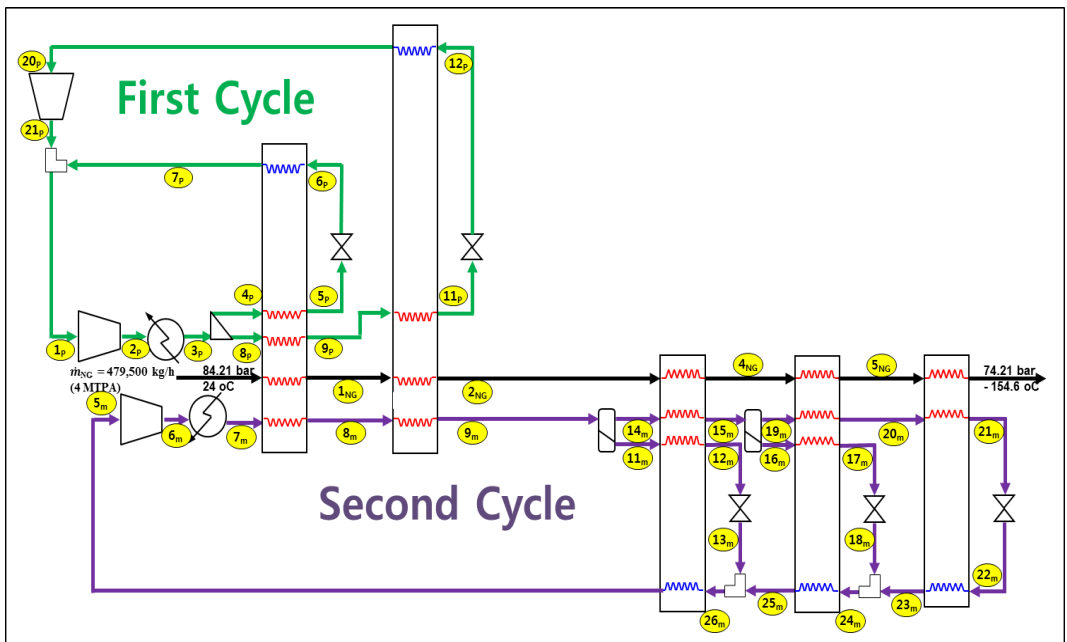 20P
12P
First Cycle
21P
7P
6P
4P
5P
11P
8P
9P
1P
2P
3P
ṁNG = 479,500 kg/h
(4 MTPA)
84.21 bar
24 oC
1NG
2NG
4NG
5NG
74.21 bar
- 154.6 oC
5m
6m
7m
8m
9m
14m
15m
19m
20m
21m
11m
12m
16m
17m
Second Cycle
13m
18m
22m
26m
25m
24m
23m